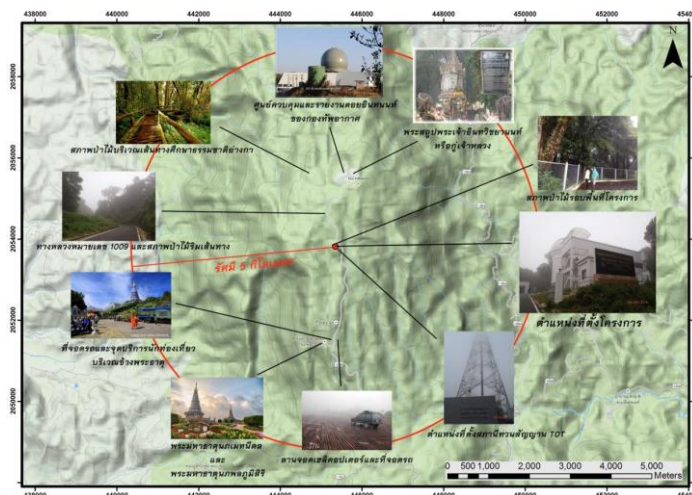 438000 440000 442000 444000 446000 448000 450000 452000
N
2058000
2056000
2054000
2052000
2050000
ศูนย์ควบคุมและรายงานดอยอินทนนท์
ของกองทัพอากาศ
พระสถูปพระเจ้าอินทวิชยานนท์
หรือกู่เจ้าหลวง
สภาพป่าไม้บริเวณเส้นทางศึกษาธรรมชาติอ่างกา
สภาพป่าไม้รอบพื้นที่โครงการ
ทางหลวงหมายเลข 1009 และสภาพป่าไม้ริมเส้นทาง
รัศมี 5 กิโลเมตร
ตำแหน่งที่ตั้งโครงการ
ที่จอดรถและจุดบริการนักท่องเที่ยว
บริเวณข้างพระธาตุ
ตำแหน่งที่ตั้งสถานีทวนสัญญาณ TOT
พระมหาธาตุนภเมทนีดล
และ
พระมหาธาตุนภพลภูมิสิริ
ลานจอดเฮลิคอปเตอร์และที่จอดรถ
0 500 1,000 2,000 3,000 4,000 5,000
Meters
438000 440000 442000 444000 446000 448000 450000 452000